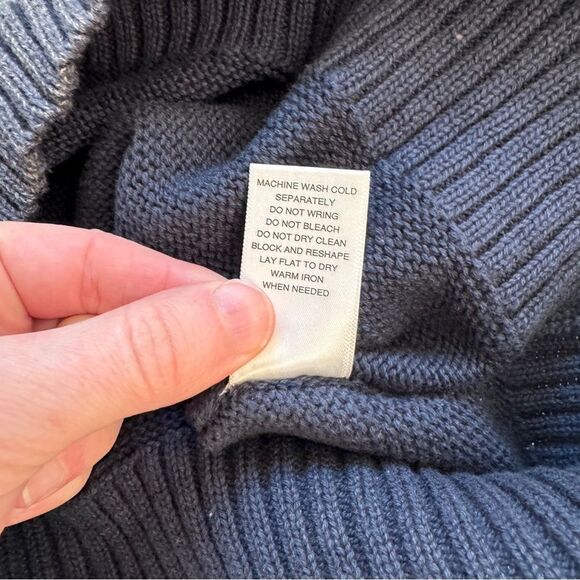 MACHINE WASH COLD
SEPARATELY
DO NOT WRING
DO NOT BLEACH
DO NOT DRY CLEAN
BLOCK AND RESHAPE
LAY FLAT TO DRY
WARM IRON
WHEN NEEDED